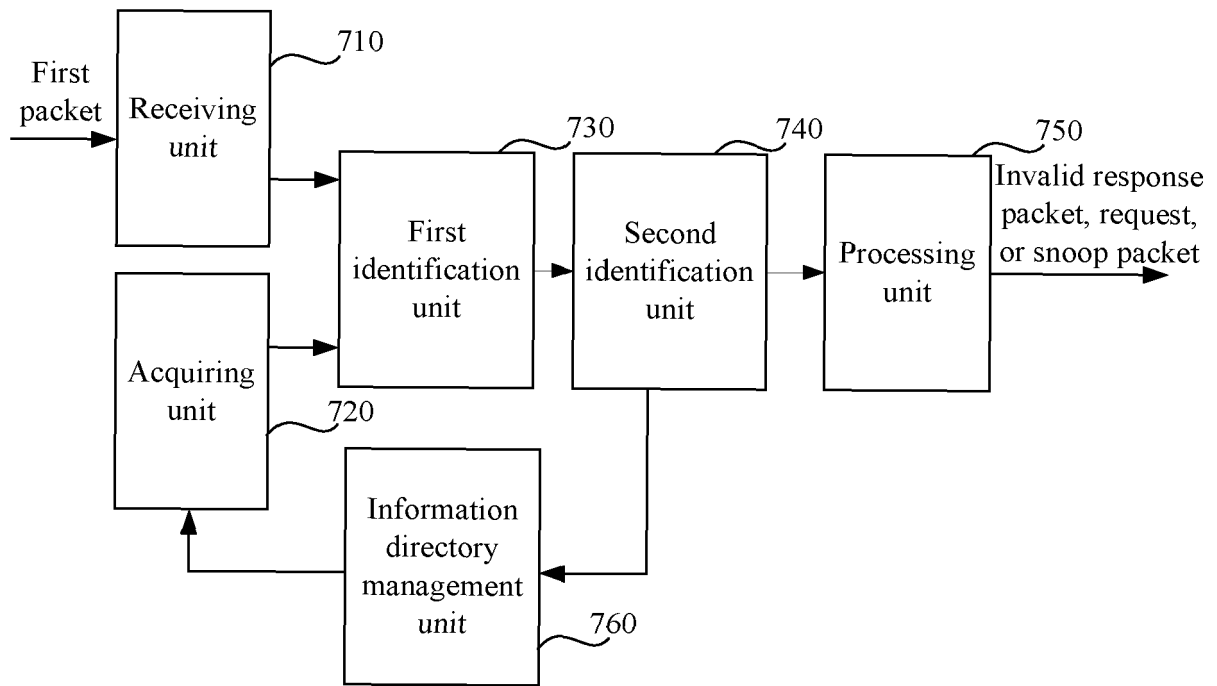 710
First
packet
Receiving
unit
730
740
750
First
identification
unit
Second
identification
unit
Processing
unit
Invalid response
packet, request,
or snoop packet
Acquiring
unit
720
Information
directory
management
unit
760